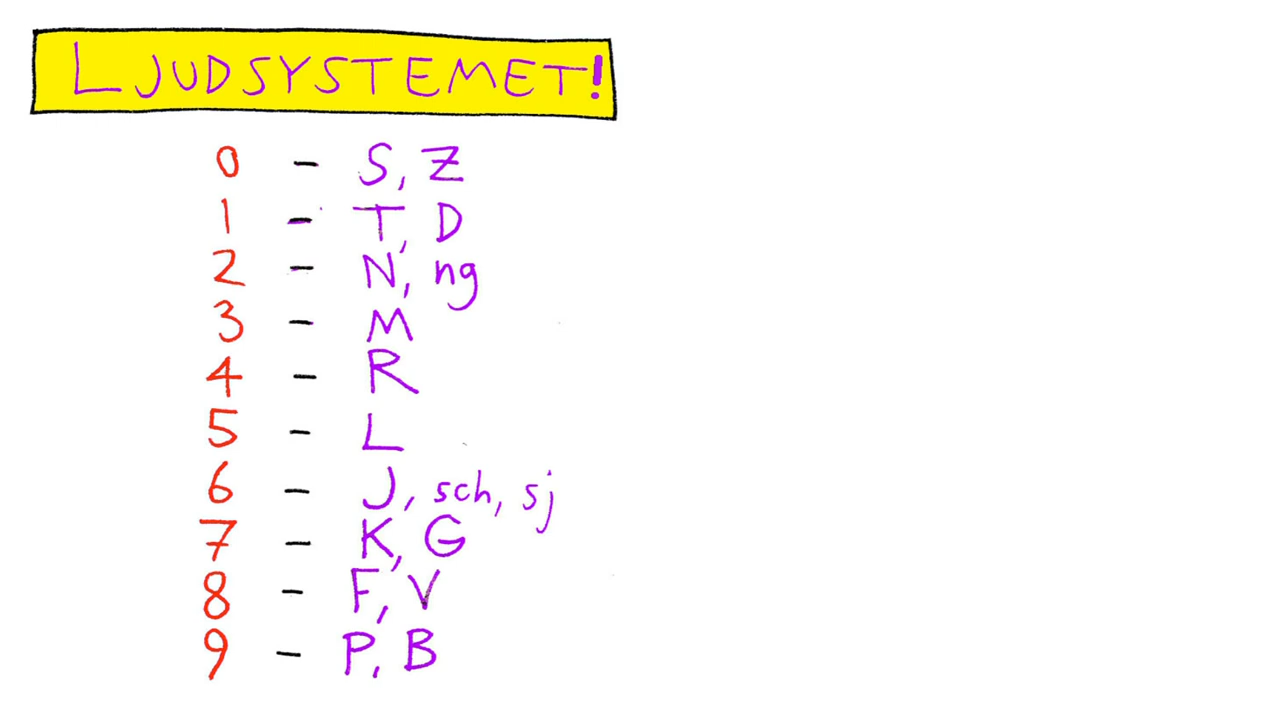 LJUDSYSTEMET!
0 - S, Z
1 - T, D
2 - N, ng
3 - M
4 - R
5 - L
6 - J, sch, sj
7 - K, G
8 - F, V
9 - P, B